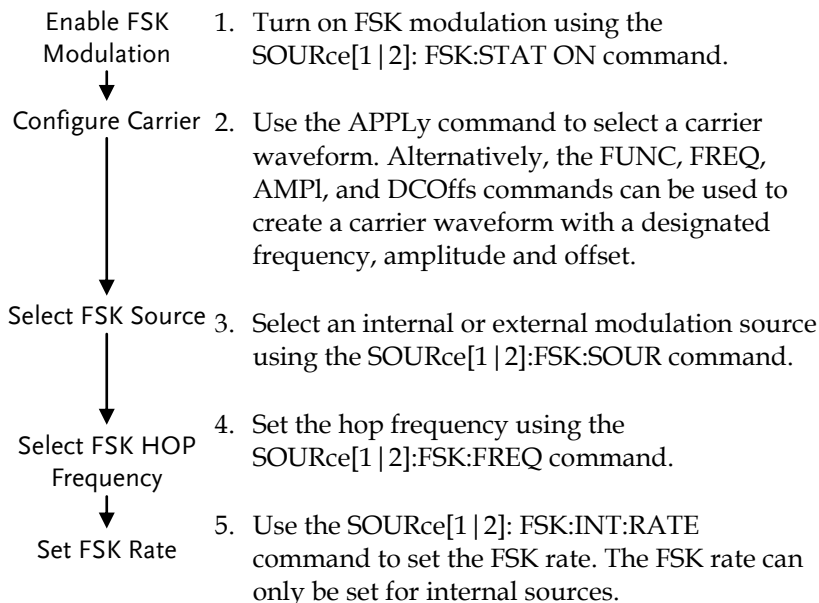 Enable FSK
Modulation
1. Turn on FSK modulation using the
SOURce[1|2]: FSK:STAT ON command.
Configure Carrier
2. Use the APPLy command to select a carrier
waveform. Alternatively, the FUNC, FREQ,
AMPl, and DCOffs commands can be used to
create a carrier waveform with a designated
frequency, amplitude and offset.
Select FSK Source
3. Select an internal or external modulation source
using the SOURce[1|2]:FSK:SOUR command.
Select FSK HOP
Frequency
4. Set the hop frequency using the
SOURce[1|2]:FSK:FREQ command.
Set FSK Rate
5. Use the SOURce[1|2]: FSK:INT:RATE
command to set the FSK rate. The FSK rate can
only be set for internal sources.